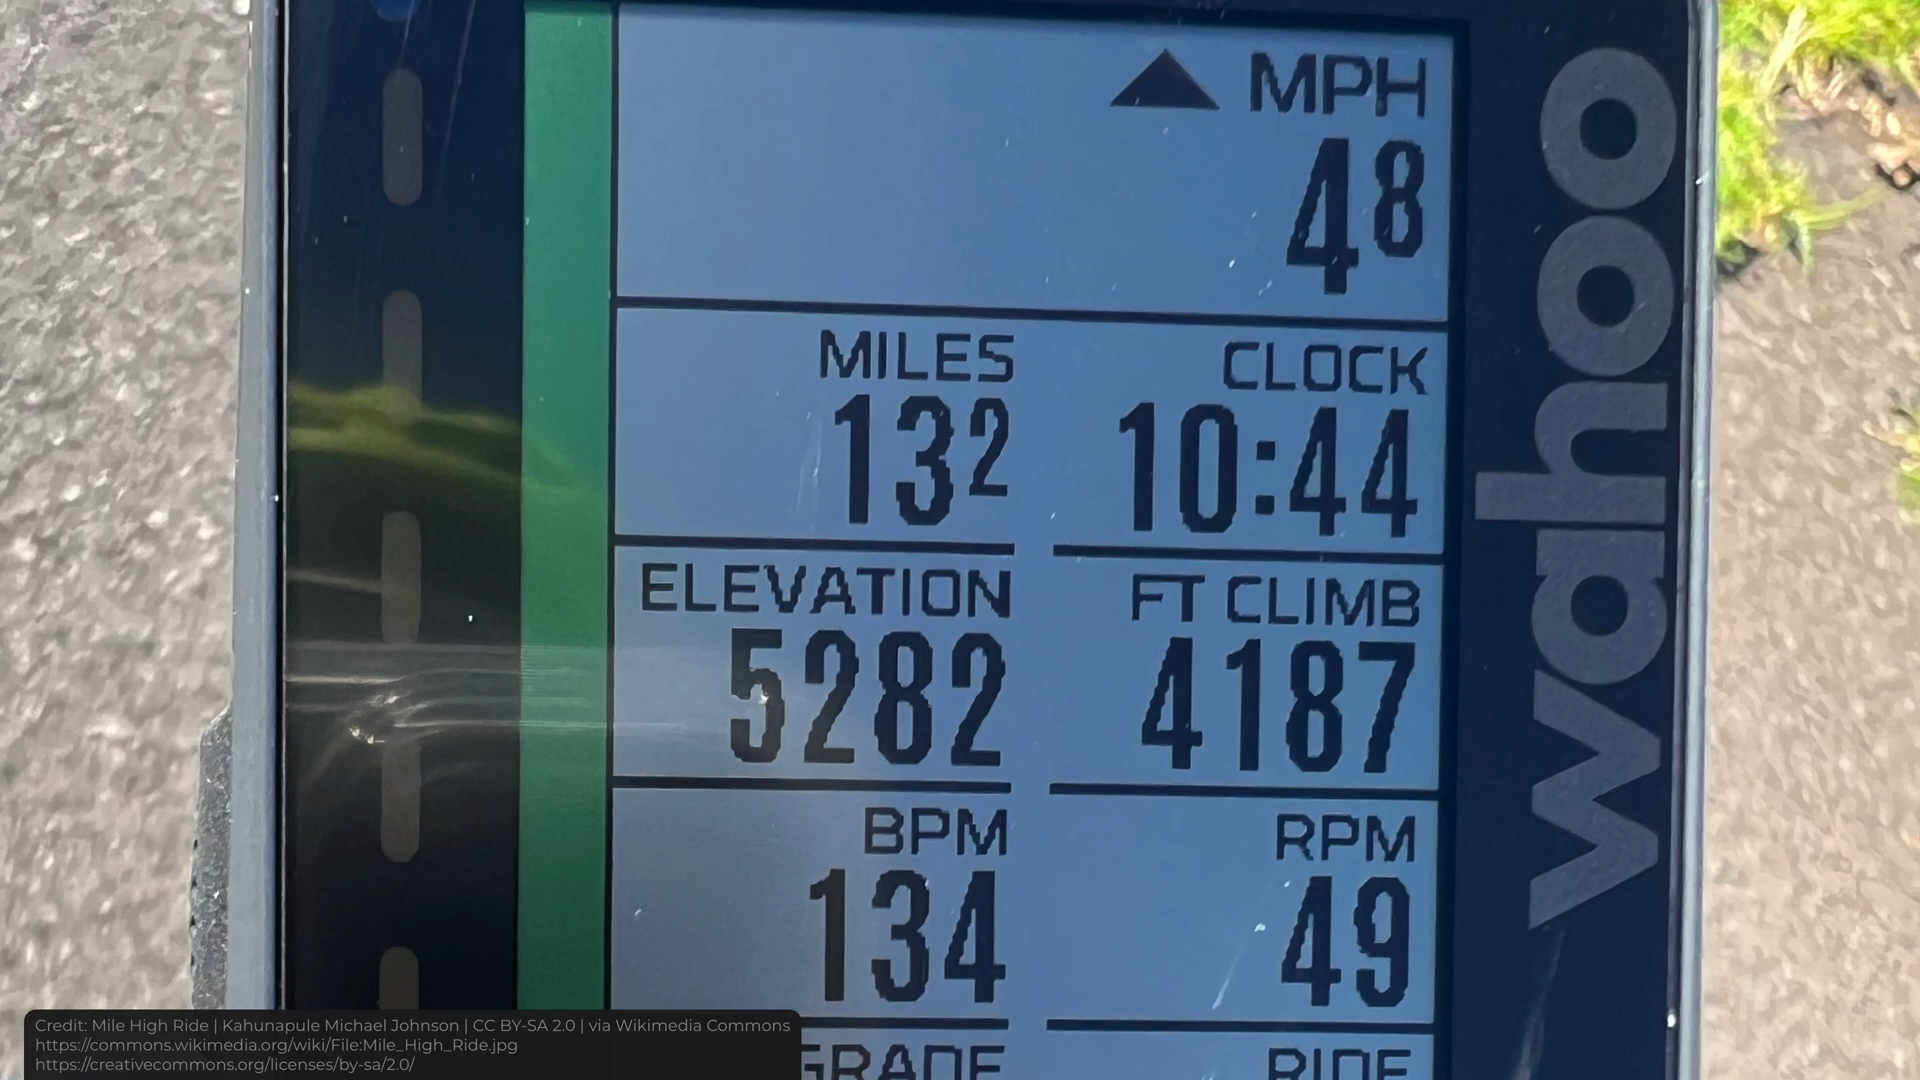 ▲ MPH
4⁸
MILES
13²
CLOCK
10:44
ELEVATION
5282
FT CLIMB
4187
BPM
134
RPM
49
GRADE
RIDE
wahoo
Credit: Mile High Ride | Kahunapule Michael Johnson | CC BY-SA 2.0 | via Wikimedia Commons
https://commons.wikimedia.org/wiki/File:Mile_High_Ride.jpg
https://creativecommons.org/licenses/by-sa/2.0/